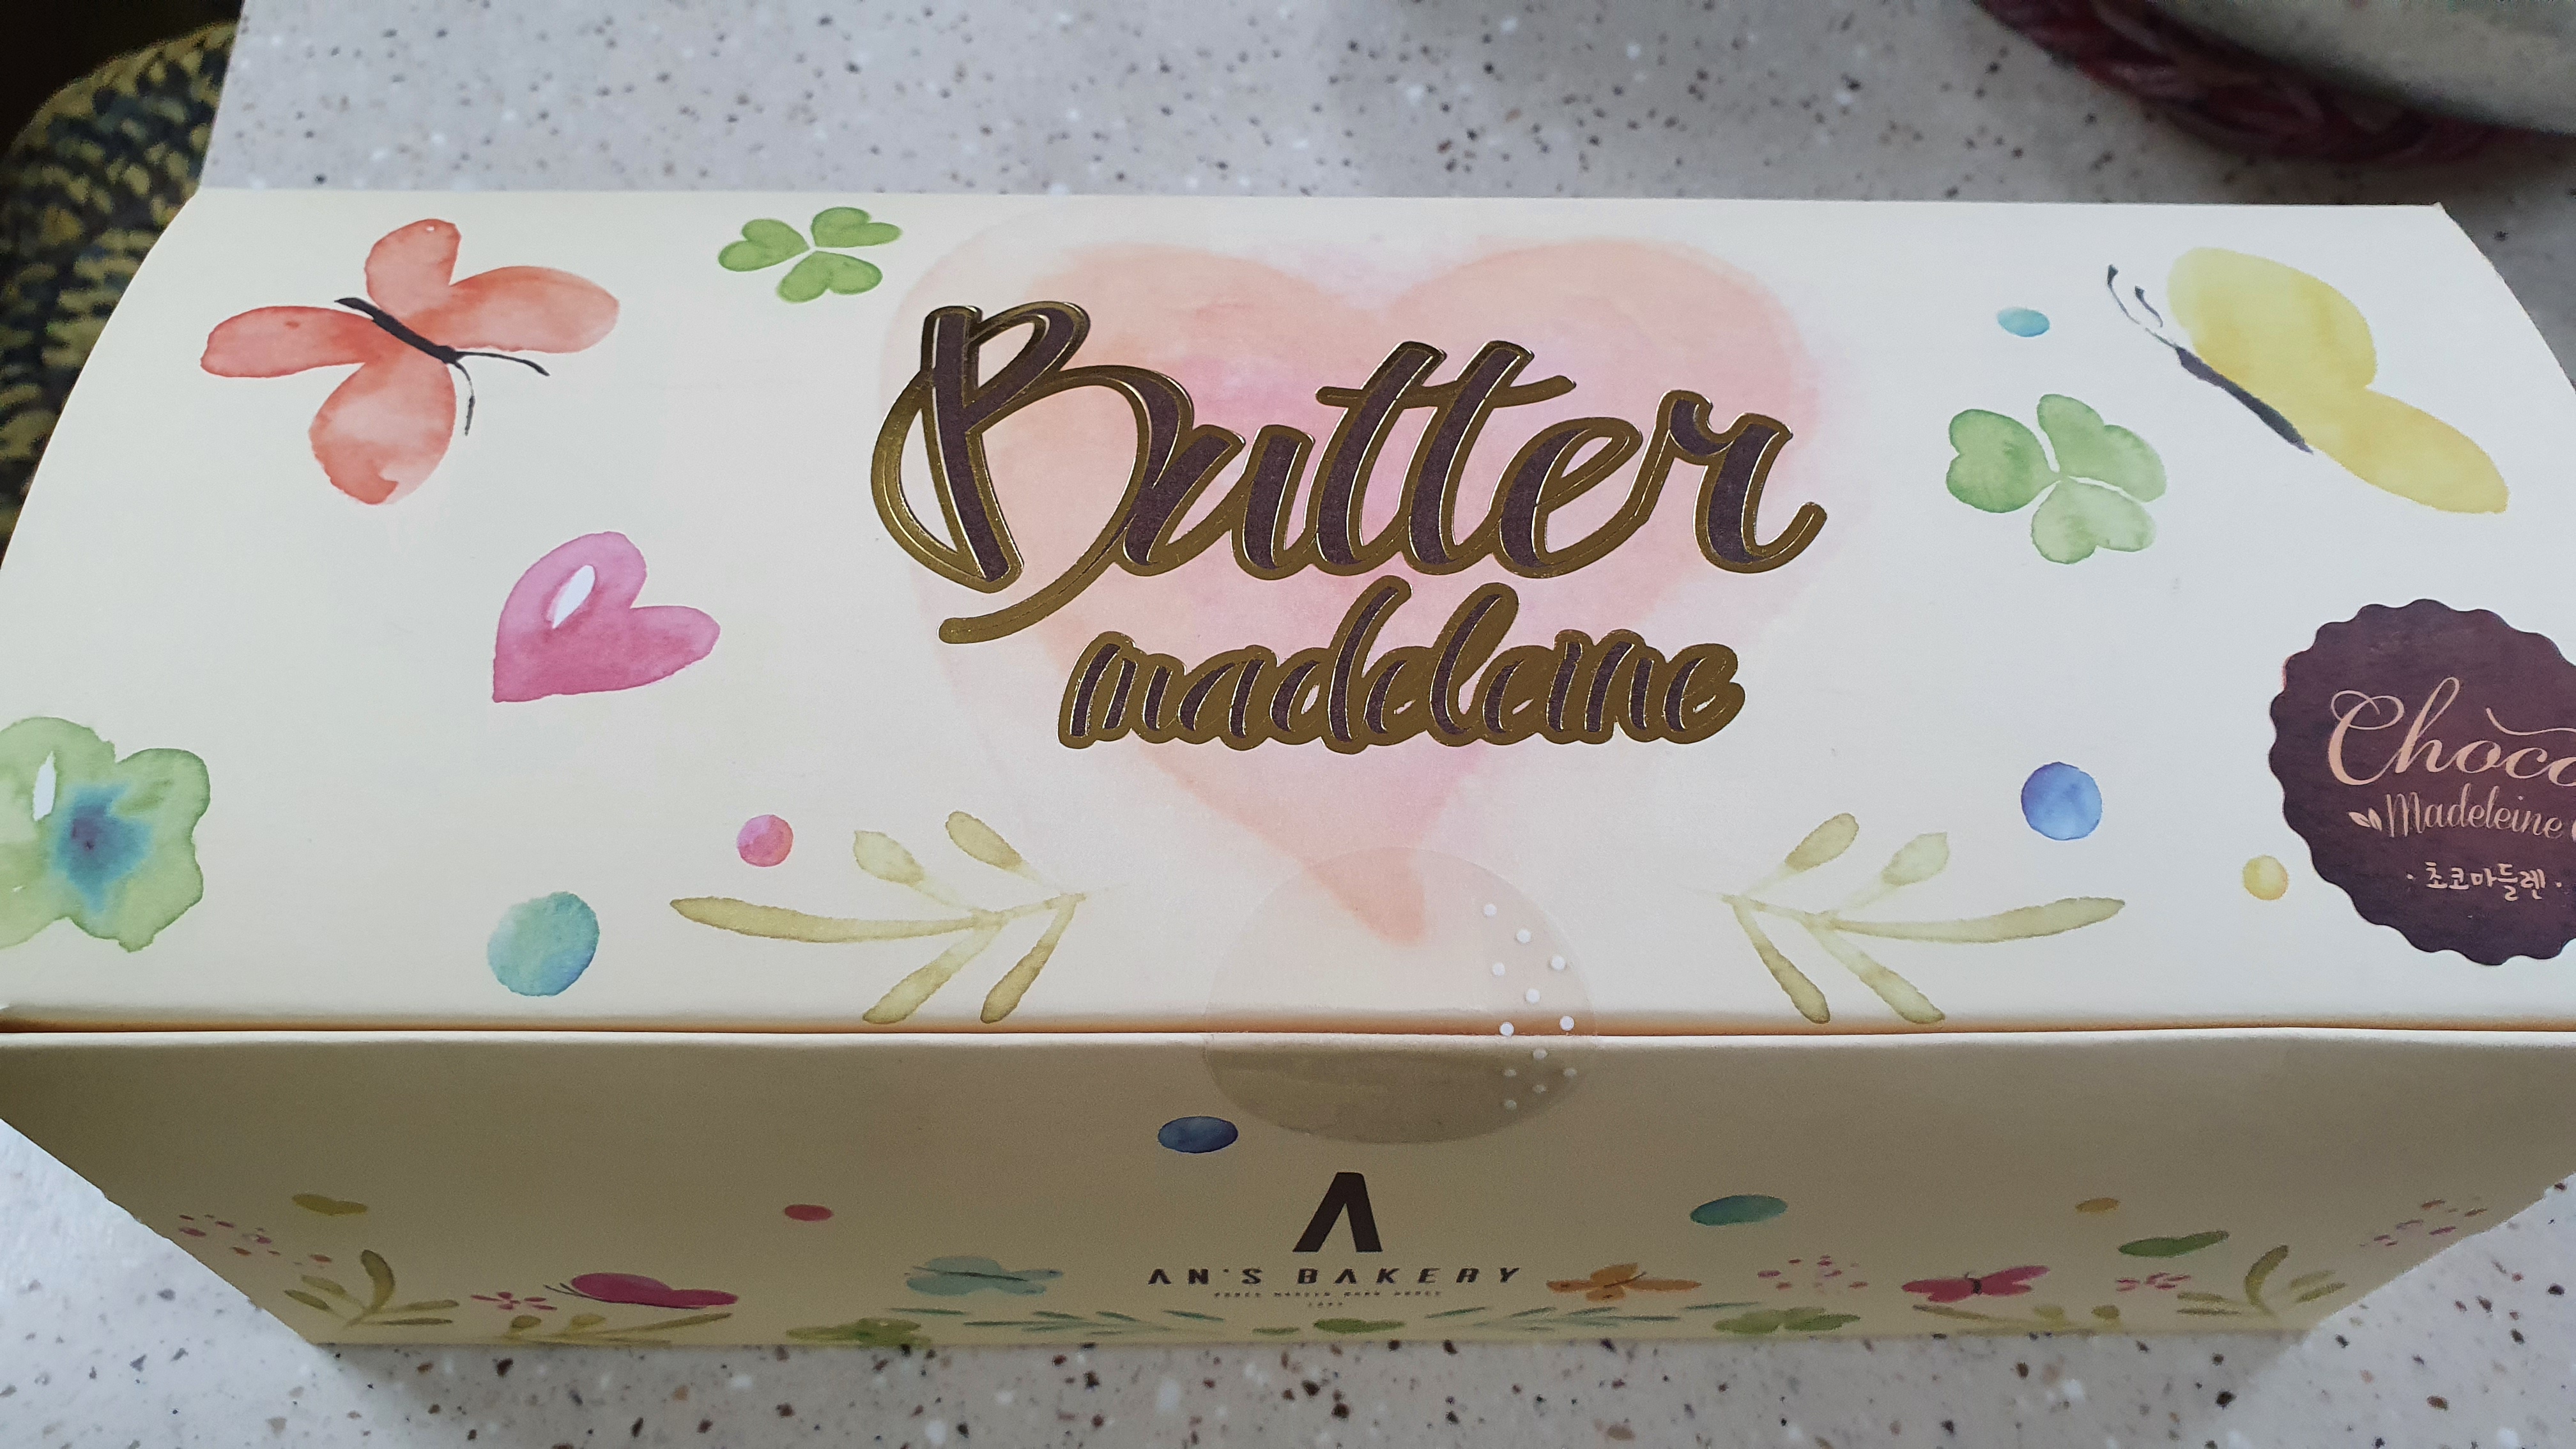 Butter
madeleine
Choco
Madeleine
· 초코마들렌 ·
AN'S BAKERY